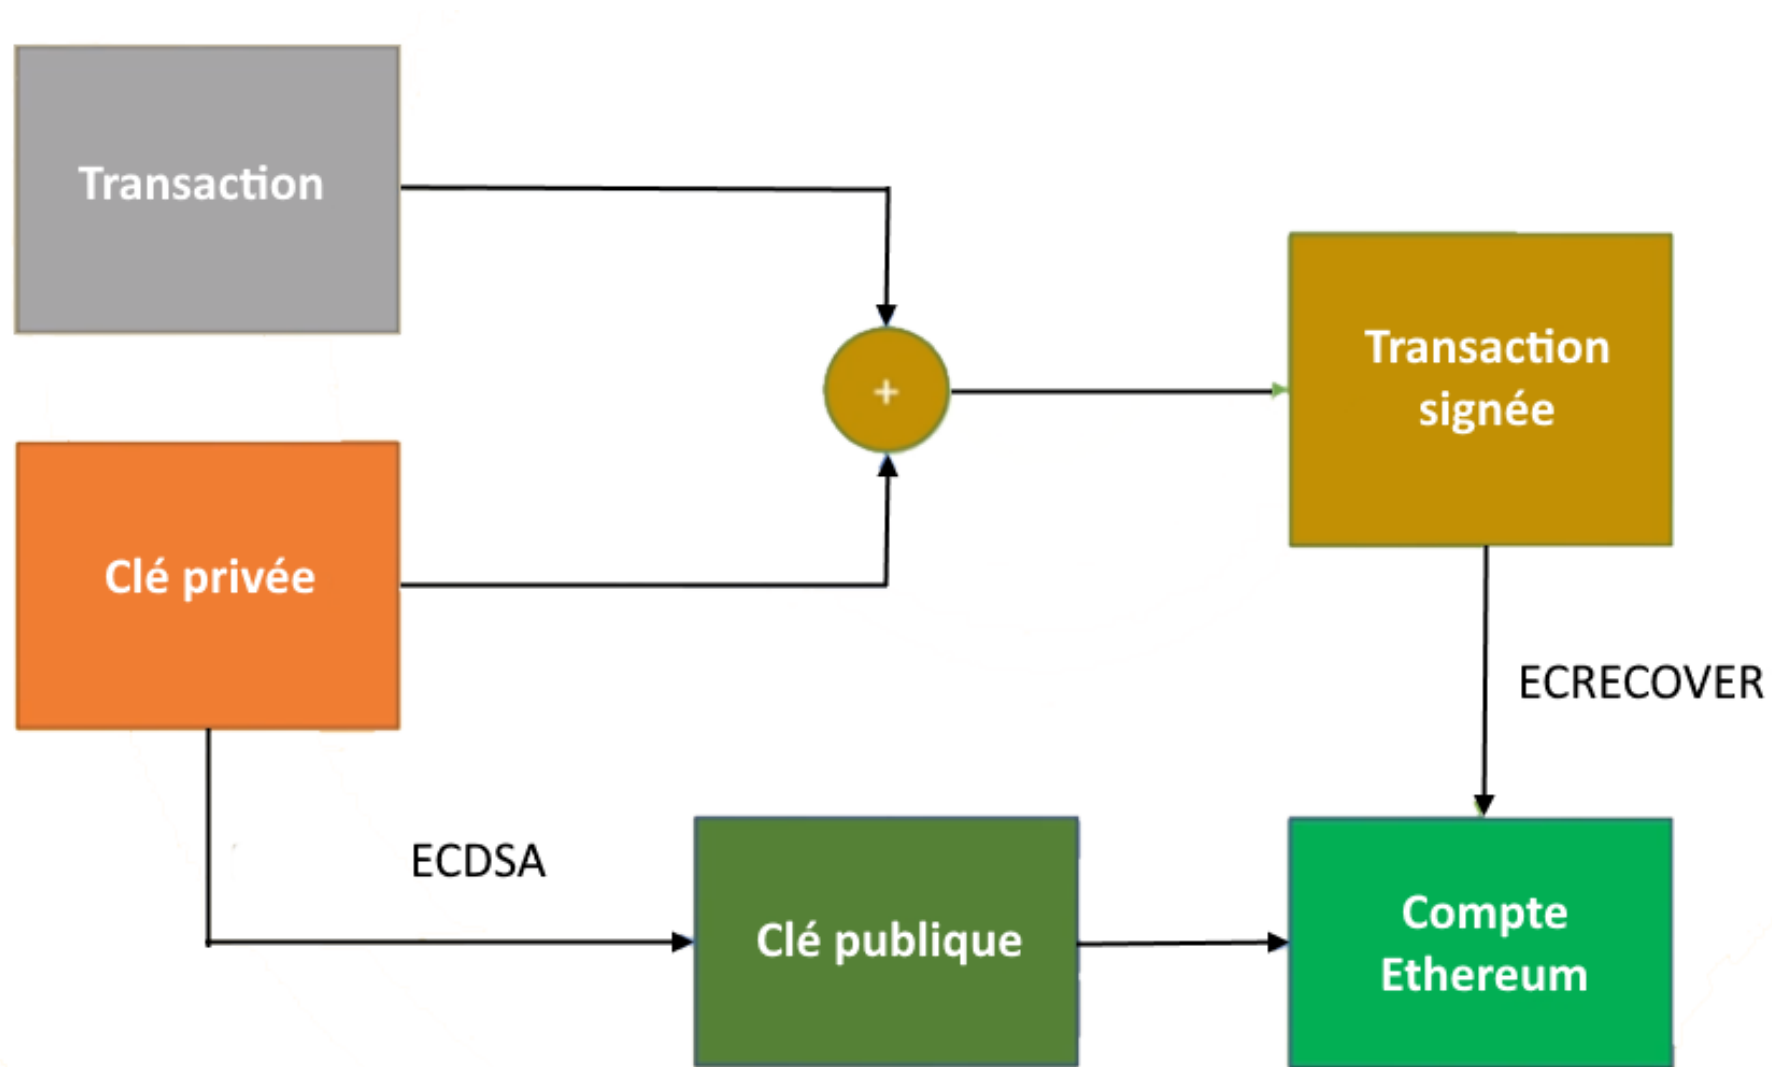 Transaction
+
Transaction
signée
Clé privée
ECRECOVER
ECDSA
Clé publique
Compte
Ethereum